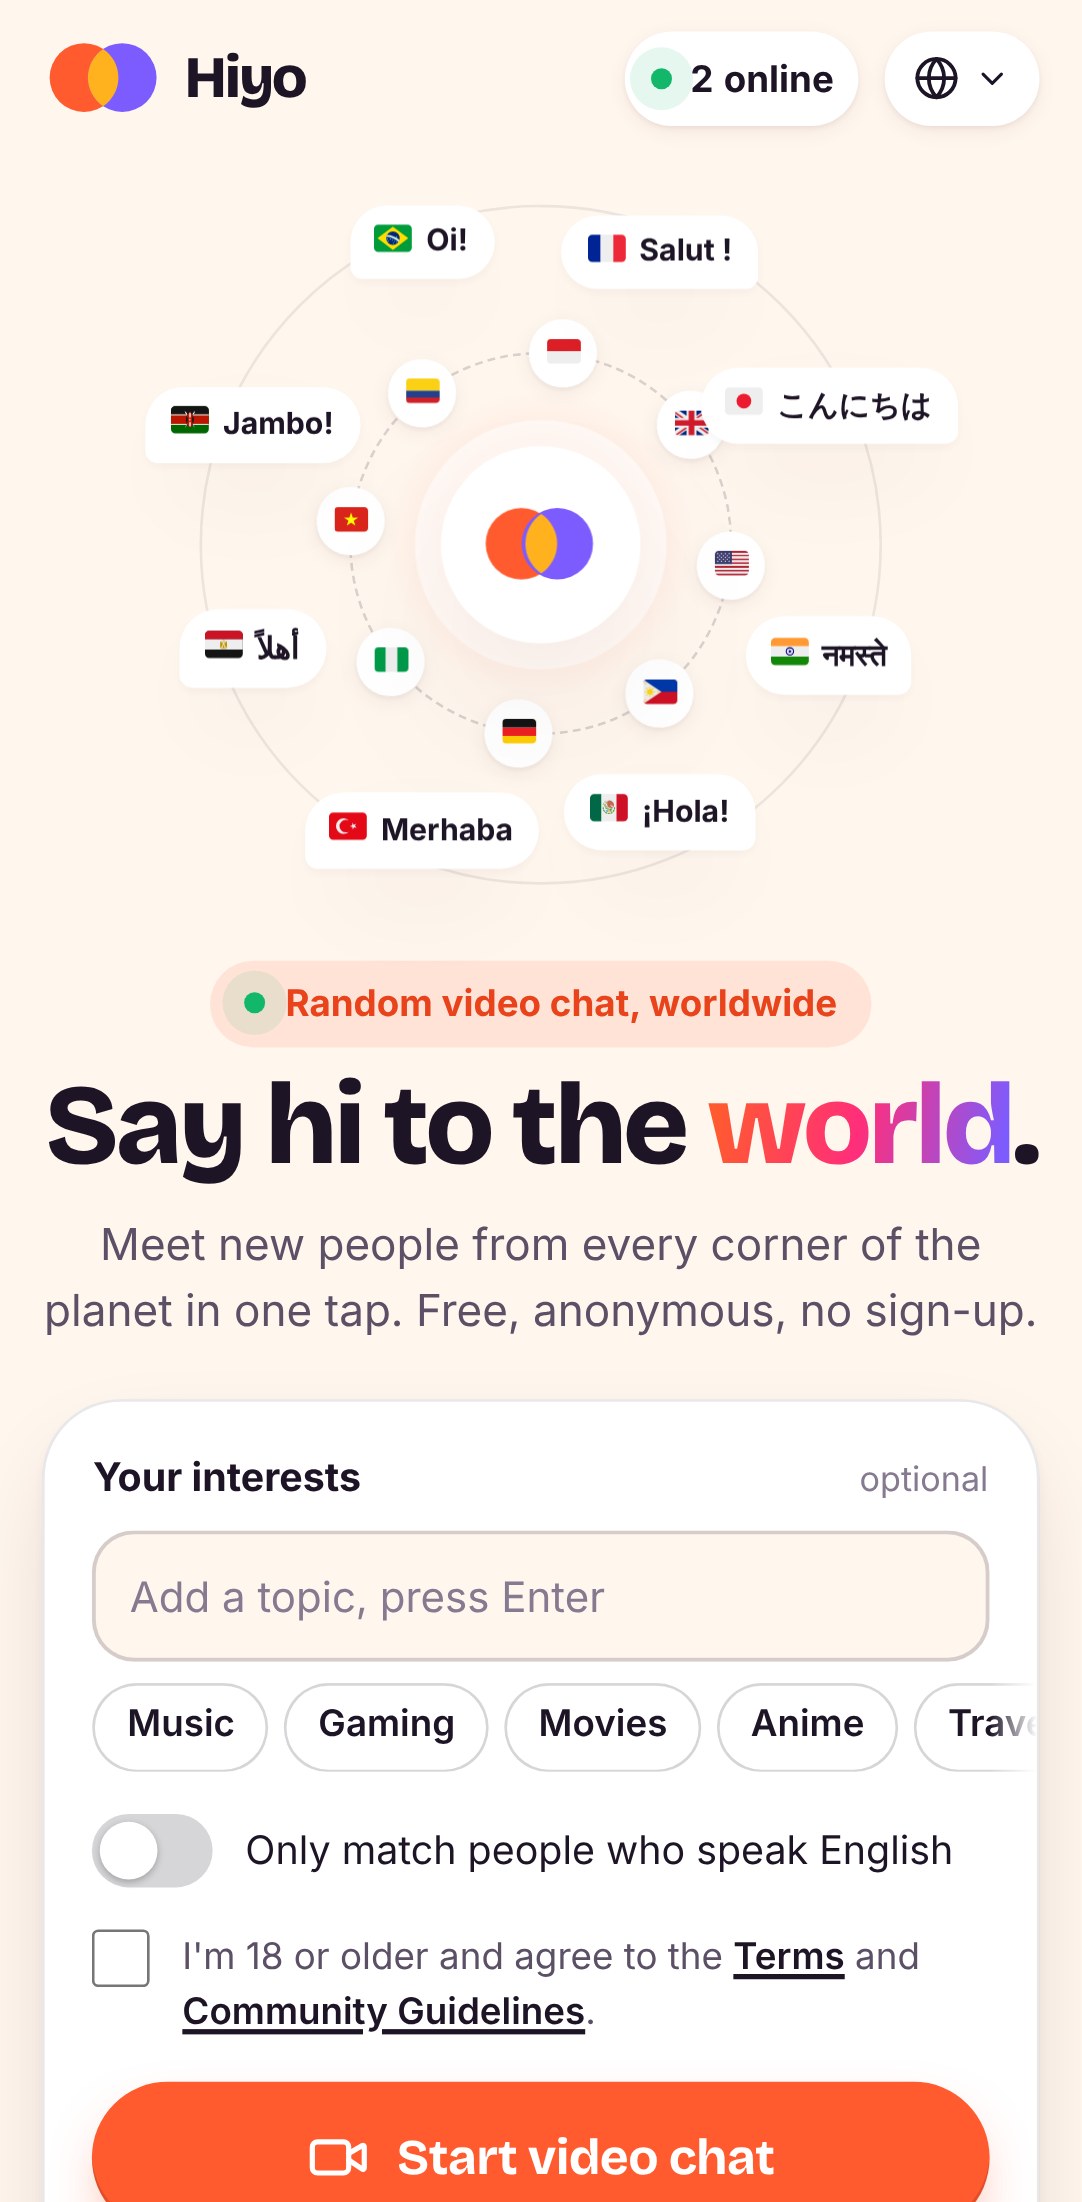 Hiyo
2 online
Oi!
Salut !
こんにちは
Jambo!
أهلاً
नमस्ते
Merhaba
¡Hola!
Random video chat, worldwide
Say hi to the world.
Meet new people from every corner of the
planet in one tap. Free, anonymous, no sign-up.
Your interests optional
Add a topic, press Enter
Music Gaming Movies Anime
Only match people who speak English
I'm 18 or older and agree to the Terms and
Community Guidelines.
Start video chat